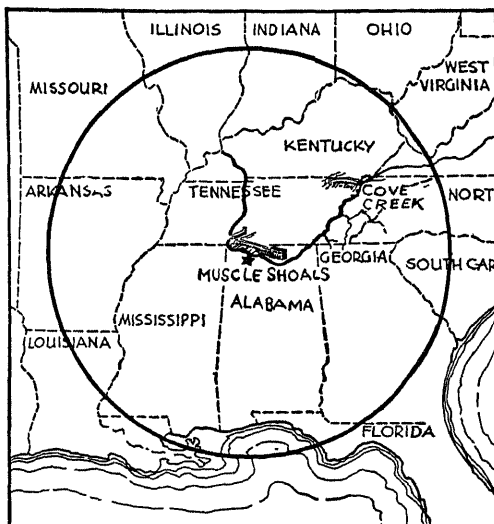 ILLINOIS
INDIANA
OHIO
MISSOURI
WEST
VIRGINIA
KENTUCKY
ARKANSAS
TENNESSEE
COVE
CREEK
NORT
GEORGIA
SOUTH CAR
MUSCLE SHOALS
ALABAMA
MISSISSIPPI
LOUISIANA
FLORIDA